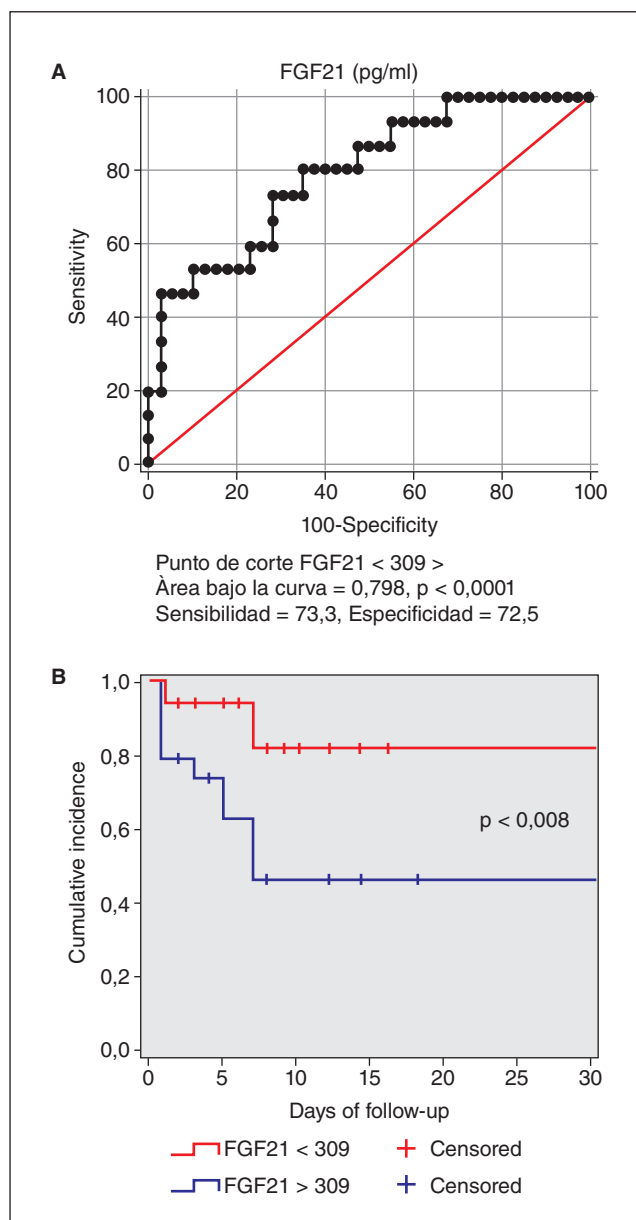 A
FGF21 (pg/ml)
100
80
60
40
20
0
Sensitivity
0 20 40 60 80 100
100-Specificity
Punto de corte FGF21 < 309 >
Àrea bajo la curva = 0,798, p < 0,0001
Sensibilidad = 73,3, Especificidad = 72,5
B
1,0
0,8
0,6
0,4
0,2
0,0
Cumulative incidence
p < 0,008
0 5 10 15 20 25 30
Days of follow-up
FGF21 < 309 Censored
FGF21 > 309 Censored